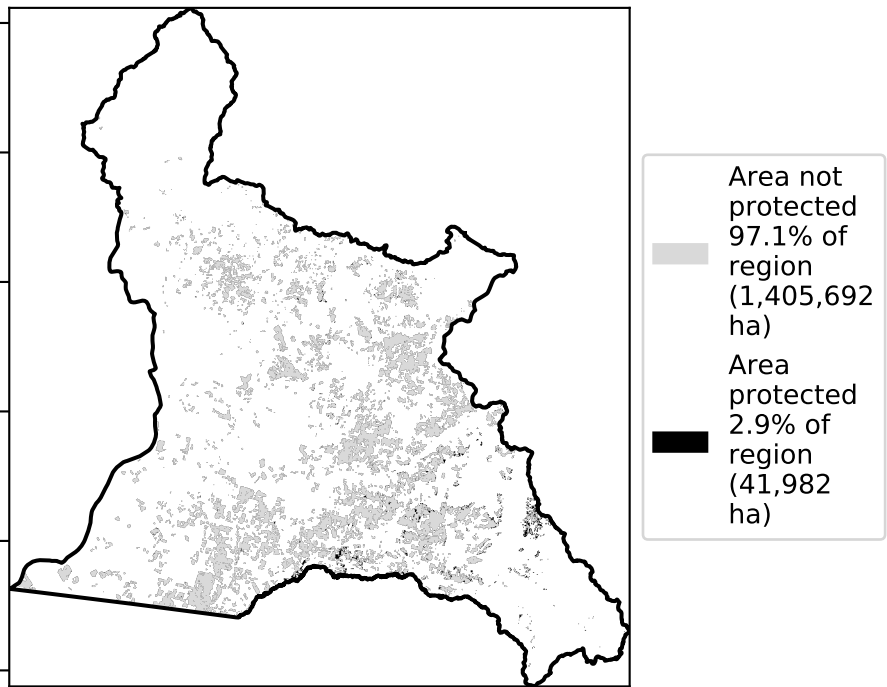 Area not
protected
97.1% of
region
(1,405,692
ha)
Area
protected
2.9% of
region
(41,982
ha)